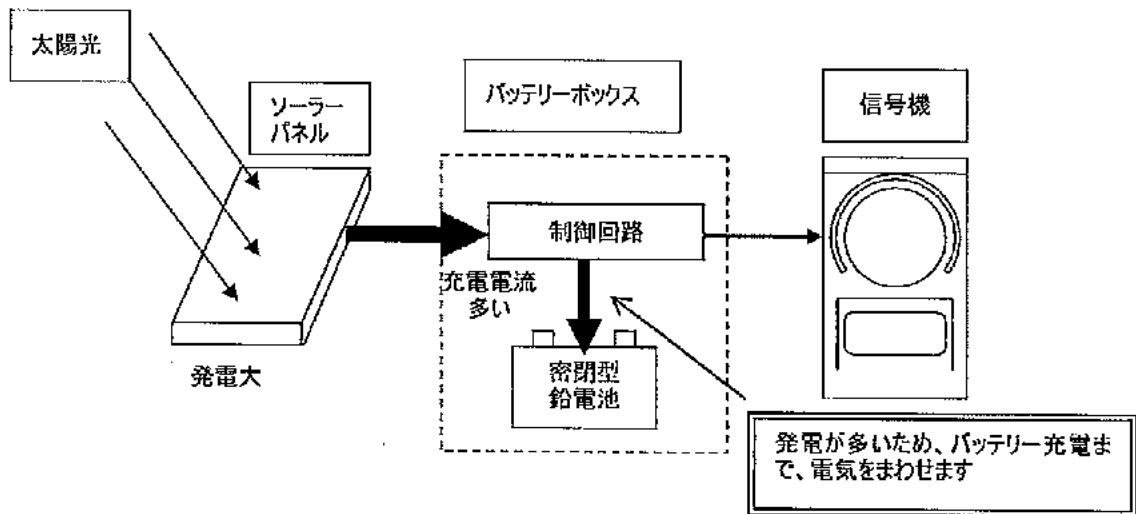 太陽光
ソーラー
パネル
バッテリーボックス
信号機
制御回路
充電電流
多い
発電大
密閉型
鉛電池
発電が多いため、バッテリー充電ま
で、電気をまわせます